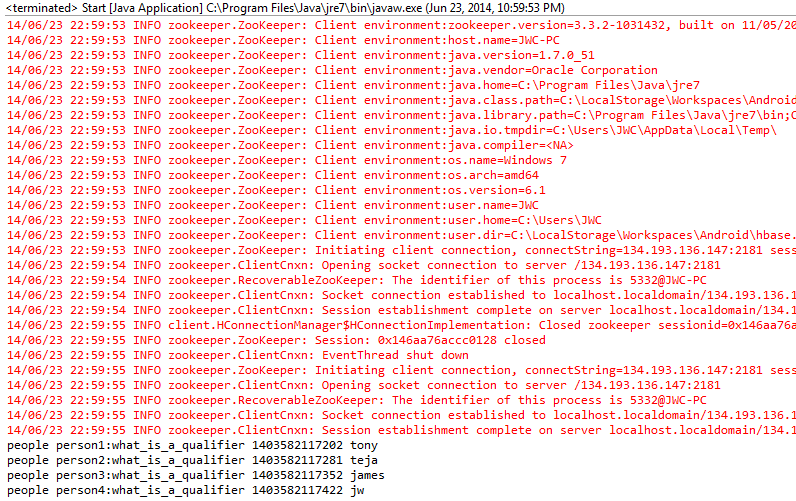 <terminated> Start [Java Application] C:\Program Files\Java\jre7\bin\javaw.exe (Jun 23, 2014, 10:59:53 PM)
14/06/23 22:59:53 INFO zookeeper.ZooKeeper: Client environment:zookeeper.version=3.3.2-1031432, built on 11/05/20
14/06/23 22:59:53 INFO zookeeper.ZooKeeper: Client environment:host.name=JWC-PC
14/06/23 22:59:53 INFO zookeeper.ZooKeeper: Client environment:java.version=1.7.0_51
14/06/23 22:59:53 INFO zookeeper.ZooKeeper: Client environment:java.vendor=Oracle Corporation
14/06/23 22:59:53 INFO zookeeper.ZooKeeper: Client environment:java.home=C:\Program Files\Java\jre7
14/06/23 22:59:53 INFO zookeeper.ZooKeeper: Client environment:java.class.path=C:\LocalStorage\Workspaces\Android
14/06/23 22:59:53 INFO zookeeper.ZooKeeper: Client environment:java.library.path=C:\Program Files\Java\jre7\bin;C
14/06/23 22:59:53 INFO zookeeper.ZooKeeper: Client environment:java.io.tmpdir=C:\Users\JWC\AppData\Local\Temp\
14/06/23 22:59:53 INFO zookeeper.ZooKeeper: Client environment:java.compiler=<NA>
14/06/23 22:59:53 INFO zookeeper.ZooKeeper: Client environment:os.name=Windows 7
14/06/23 22:59:53 INFO zookeeper.ZooKeeper: Client environment:os.arch=amd64
14/06/23 22:59:53 INFO zookeeper.ZooKeeper: Client environment:os.version=6.1
14/06/23 22:59:53 INFO zookeeper.ZooKeeper: Client environment:user.name=JWC
14/06/23 22:59:53 INFO zookeeper.ZooKeeper: Client environment:user.home=C:\Users\JWC
14/06/23 22:59:53 INFO zookeeper.ZooKeeper: Client environment:user.dir=C:\LocalStorage\Workspaces\Android\hbase.
14/06/23 22:59:53 INFO zookeeper.ZooKeeper: Initiating client connection, connectString=134.193.136.147:2181 sess
14/06/23 22:59:54 INFO zookeeper.ClientCnxn: Opening socket connection to server /134.193.136.147:2181
14/06/23 22:59:54 INFO zookeeper.RecoverableZooKeeper: The identifier of this process is 5332@JWC-PC
14/06/23 22:59:54 INFO zookeeper.ClientCnxn: Socket connection established to localhost.localdomain/134.193.136.1
14/06/23 22:59:54 INFO zookeeper.ClientCnxn: Session establishment complete on server localhost.localdomain/134.1
14/06/23 22:59:55 INFO client.HConnectionManager$HConnectionImplementation: Closed zookeeper sessionid=0x146aa76a
14/06/23 22:59:55 INFO zookeeper.ZooKeeper: Session: 0x146aa76accc0128 closed
14/06/23 22:59:55 INFO zookeeper.ClientCnxn: EventThread shut down
14/06/23 22:59:55 INFO zookeeper.ZooKeeper: Initiating client connection, connectString=134.193.136.147:2181 sess
14/06/23 22:59:55 INFO zookeeper.ClientCnxn: Opening socket connection to server /134.193.136.147:2181
14/06/23 22:59:55 INFO zookeeper.RecoverableZooKeeper: The identifier of this process is 5332@JWC-PC
14/06/23 22:59:55 INFO zookeeper.ClientCnxn: Socket connection established to localhost.localdomain/134.193.136.1
14/06/23 22:59:55 INFO zookeeper.ClientCnxn: Session establishment complete on server localhost.localdomain/134.1
people person1:what_is_a_qualifier 1403582117202 tony
people person2:what_is_a_qualifier 1403582117281 teja
people person3:what_is_a_qualifier 1403582117352 james
people person4:what_is_a_qualifier 1403582117422 jw